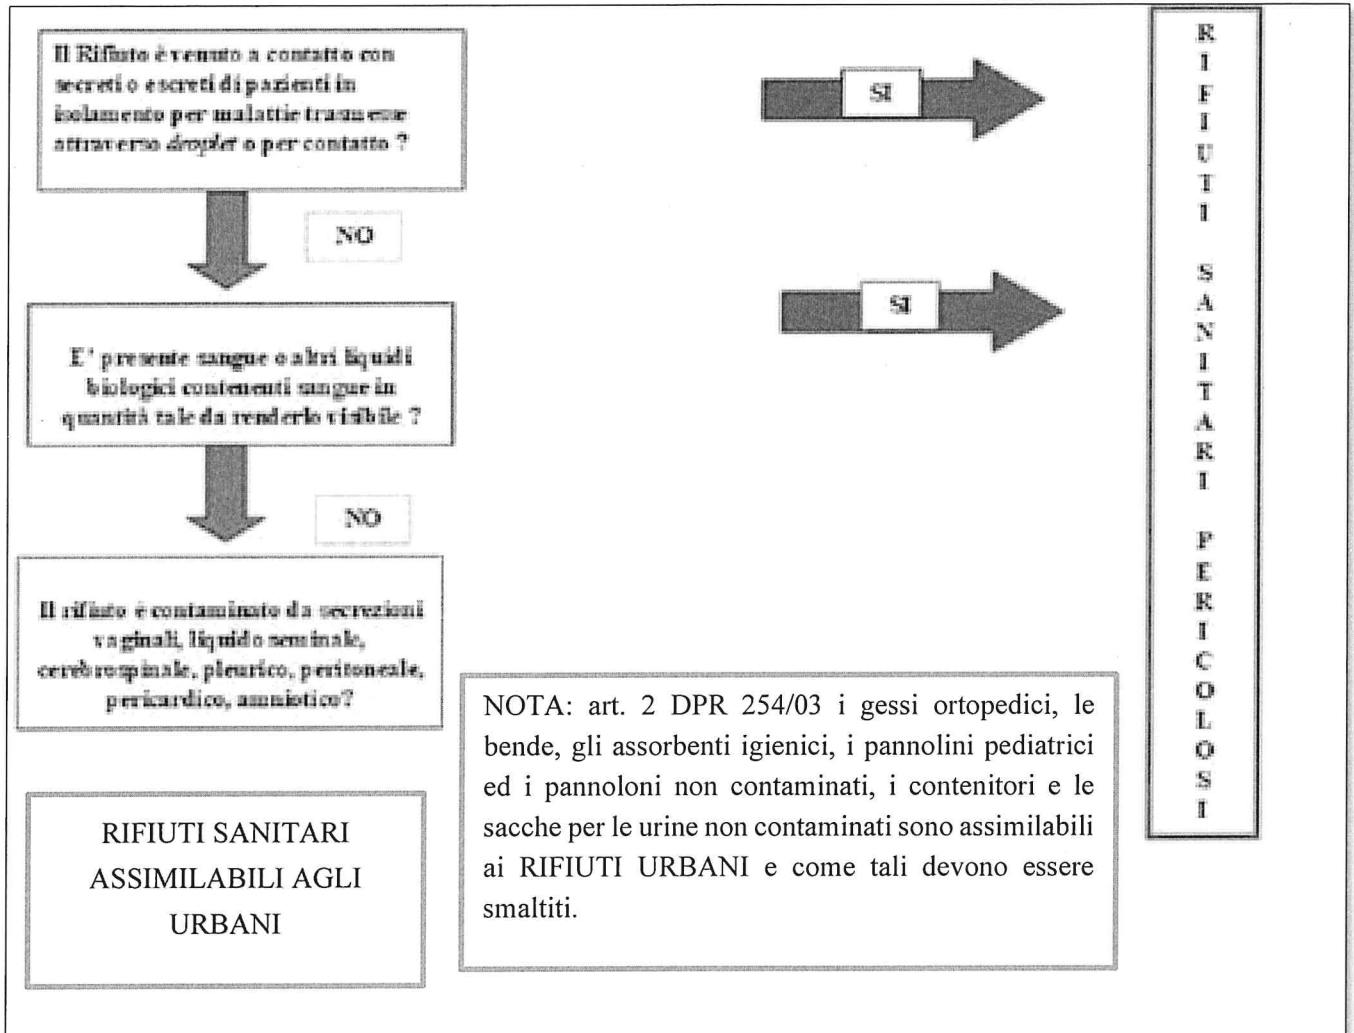 Il Rifiuto è venuto a contatto con
secreti o escreti di pazienti in
isolamento per malattie trasmesse
attraverso droplet o per contatto ?
SI
NO
E' presente sangue o altri liquidi
biologici contenenti sangue in
quantità tale da renderlo visibile ?
SI
NO
Il rifiuto è contaminato da secrezioni
vaginali, liquido seminale,
cerebrospinale, pleurico, peritoneale,
pericardico, amniotico?
RIFIUTI SANITARI
ASSIMILABILI AGLI
URBANI
NOTA: art. 2 DPR 254/03 i gessi ortopedici, le
bende, gli assorbenti igienici, i pannolini pediatrici
ed i pannoloni non contaminati, i contenitori e le
sacche per le urine non contaminati sono assimilabili
ai RIFIUTI URBANI e come tali devono essere
smaltiti.
RIFIUTI SANITARI PERICOLOSI